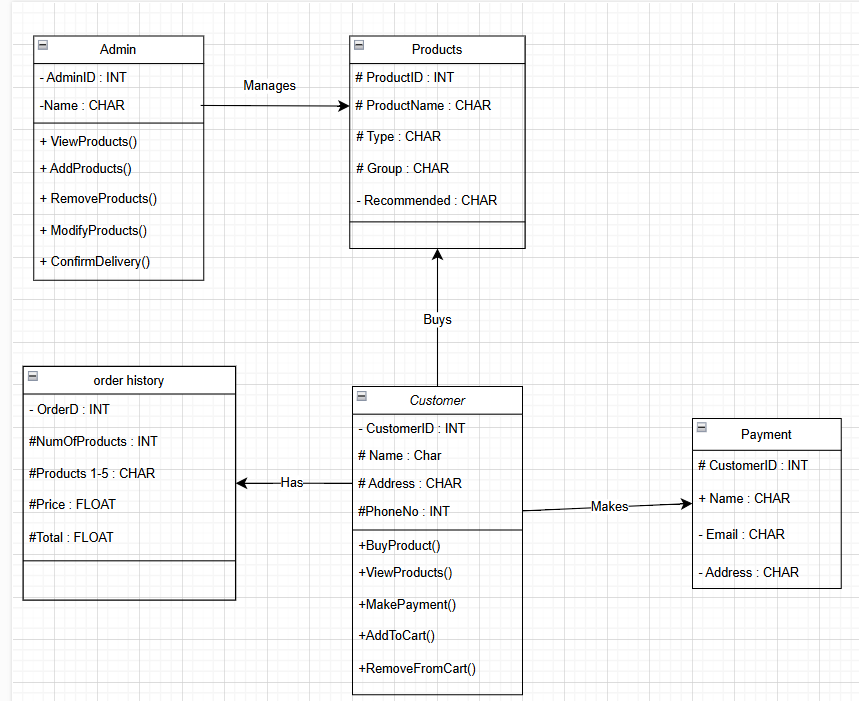 Admin
- AdminID : INT
-Name : CHAR
+ ViewProducts()
+ AddProducts()
+ RemoveProducts()
+ ModifyProducts()
+ ConfirmDelivery()
Manages
Products
# ProductID : INT
# ProductName : CHAR
# Type : CHAR
# Group : CHAR
- Recommended : CHAR
Buys
order history
- OrderD : INT
#NumOfProducts : INT
#Products 1-5 : CHAR
#Price : FLOAT
#Total : FLOAT
Has
Customer
- CustomerID : INT
# Name : Char
# Address : CHAR
#PhoneNo : INT
+BuyProduct()
+ViewProducts()
+MakePayment()
+AddToCart()
+RemoveFromCart()
Makes
Payment
# CustomerID : INT
+ Name : CHAR
- Email : CHAR
- Address : CHAR